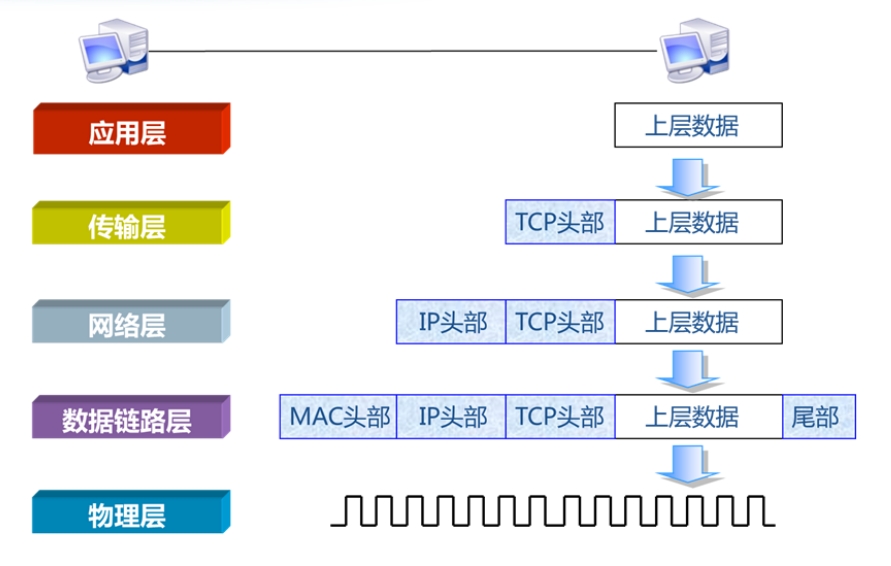 应用层
上层数据
传输层
TCP头部 上层数据
网络层
IP头部 TCP头部 上层数据
数据链路层
MAC头部 IP头部 TCP头部 上层数据 尾部
物理层